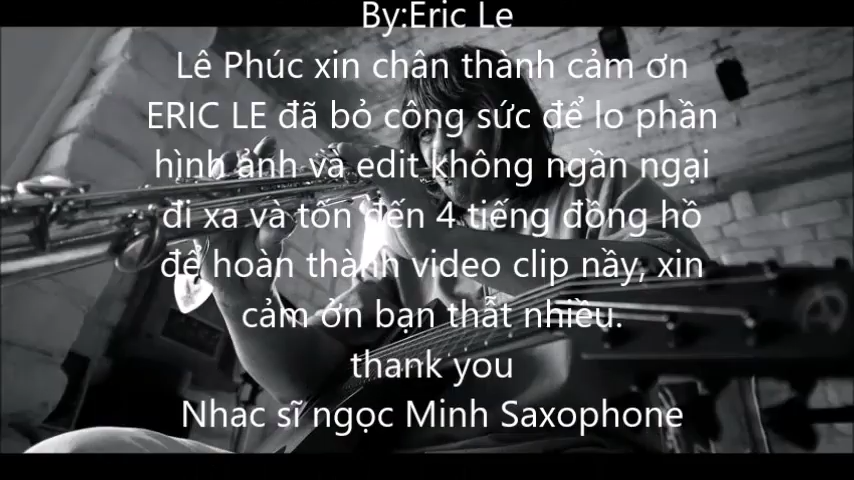 By:Eric Le
Lê Phúc xin chân thành cảm ơn
ERIC LE đã bỏ công sức để lo phần
hình ảnh và edit không ngần ngại
đi xa và tốn đến 4 tiếng đồng hồ
để hoàn thành video clip nầy, xin
cảm ởn bạn thẫt nhiều.
thank you
Nhac sĩ ngọc Minh Saxophone